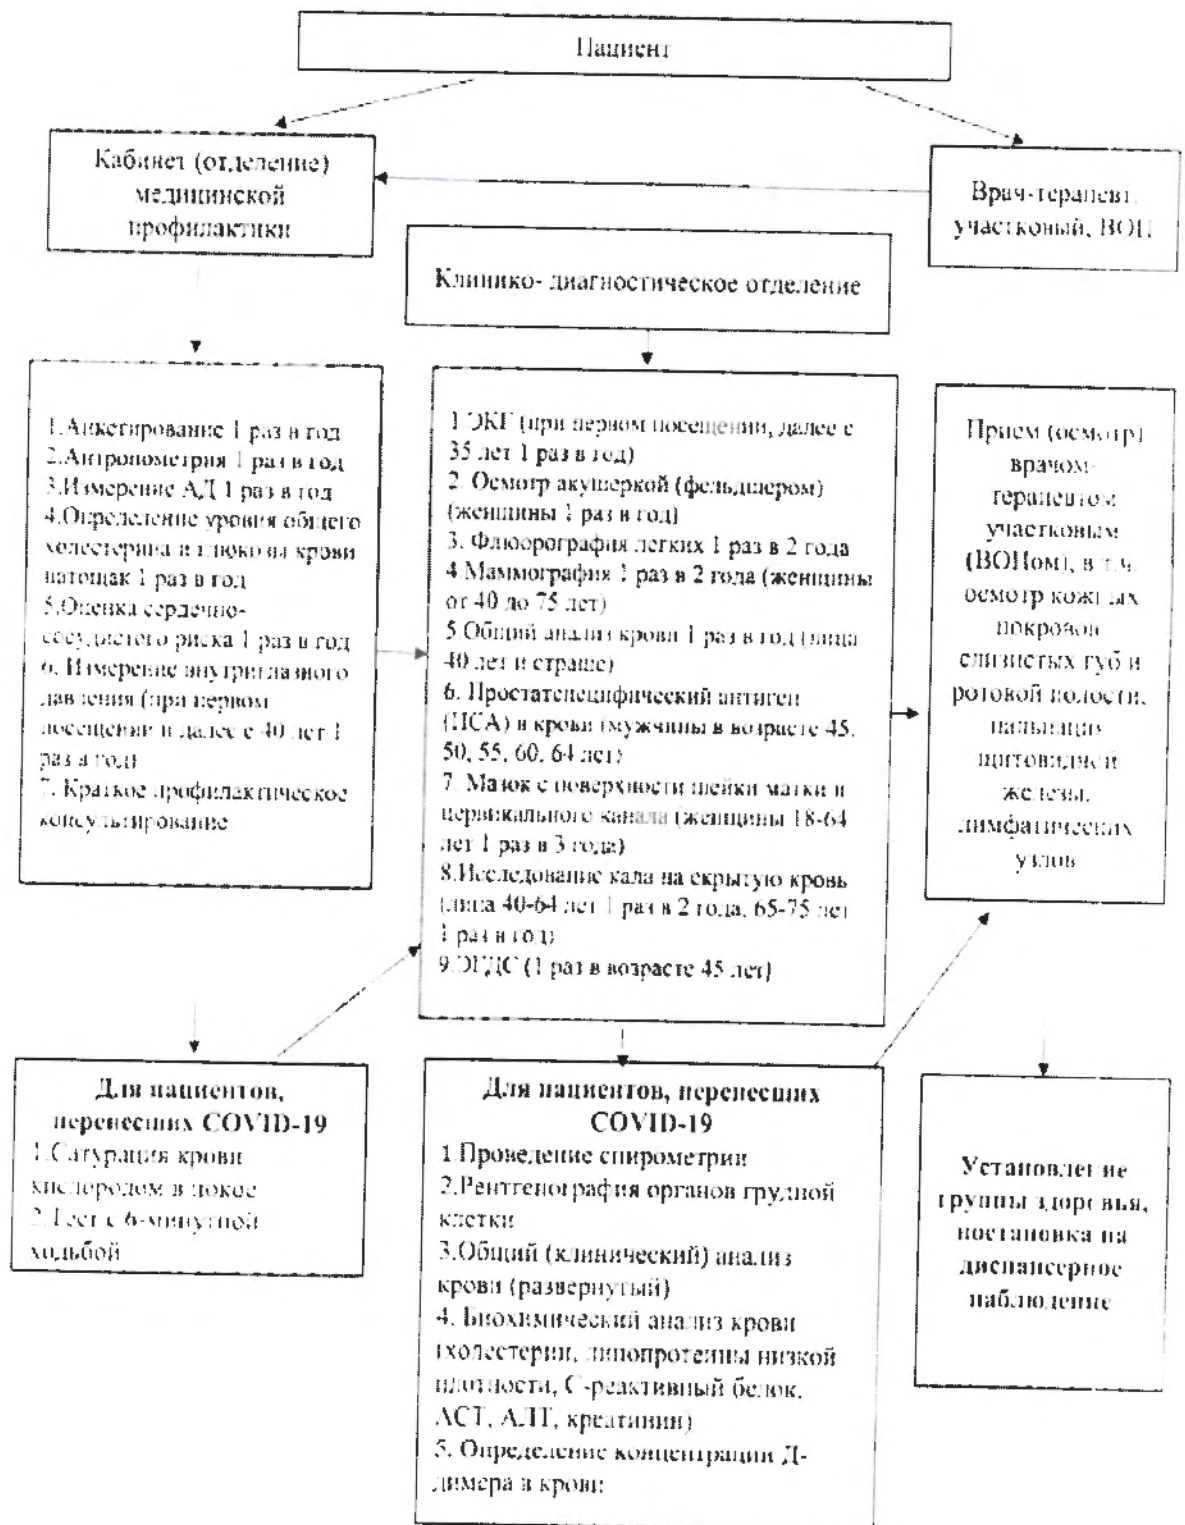 Пациент
Кабинет (отделение)
медицинской
профилактики
Врач-терапевт
участковый, ВОП
Клинико- диагностическое отделение
1.Анкетирование 1 раз в год
2.Антропометрия 1 раз в год
3.Измерение АД 1 раз в год
4.Определение уровня общего
холестерина и глюкозы крови
натощак 1 раз в год
5.Оценка сердечно-
сосудистого риска 1 раз в год
6. Измерение внутриглазного
давления (при первом
посещении и далее с 40 лет 1
раз в год)
7. Краткое профилактическое
консультирование
1 ЭКГ (при первом посещении, далее с
35 лет 1 раз в год)
2. Осмотр акушеркой (фельдшером)
(женщины 1 раз в год)
3. Флюорография легких 1 раз в 2 года
4 Маммография 1 раз в 2 года (женщины
от 40 до 75 лет)
5 Общий анализ крови 1 раз в год (лица
40 лет и страше)
6. Простатспецифический антиген
(ПСА) в крови (мужчины в возрасте 45,
50, 55, 60, 64 лет)
7. Мазок с поверхности шейки матки и
цервикального канала (женщины 18-64
лет 1 раз в 3 года)
8.Исследование кала на скрытую кровь
(лица 40-64 лет 1 раз в 2 года, 65-75 лет
1 раз в год)
9.ЭГДС (1 раз в возрасте 45 лет)
Прием (осмотр)
врачом-
терапевтом
участковым
(ВОПом), в т.ч.
осмотр кожных
покровов
слизистых губ и
ротовой полости,
пальпация
щитовидней
железы,
лимфатических
узлов
Для пациентов,
перенесших COVID-19
1.Сатурация крови
кислородом в покое
2.Тест с 6-минутной
ходьбой
Для пациентов, перенесших
COVID-19
1.Проведение спирометрии
2.Рентгенография органов грудной
клетки
3.Общий (клинический) анализ
крови (развернутый)
4. Биохимический анализ крови
(холестерин, липопротеины низкой
плотности, С-реактивный белок,
АСТ, АЛТ, креатинин)
5. Определение концентрации Д-
димера в крови
Установление
группы здоровья,
постановка на
диспансерное
наблюдение